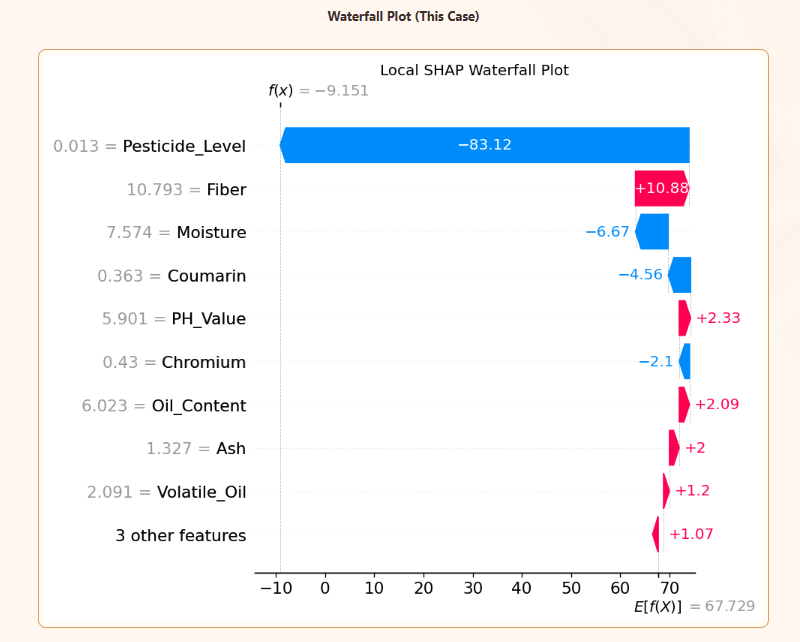 Waterfall Plot (This Case)
Local SHAP Waterfall Plot
f(x) = −9.151
0.013 = Pesticide_Level −83.12
10.793 = Fiber +10.88
7.574 = Moisture −6.67
0.363 = Coumarin −4.56
5.901 = PH_Value +2.33
0.43 = Chromium −2.1
6.023 = Oil_Content +2.09
1.327 = Ash +2
2.091 = Volatile_Oil +1.2
3 other features +1.07
−10 0 10 20 30 40 50 60 70
E[f(X)] = 67.729